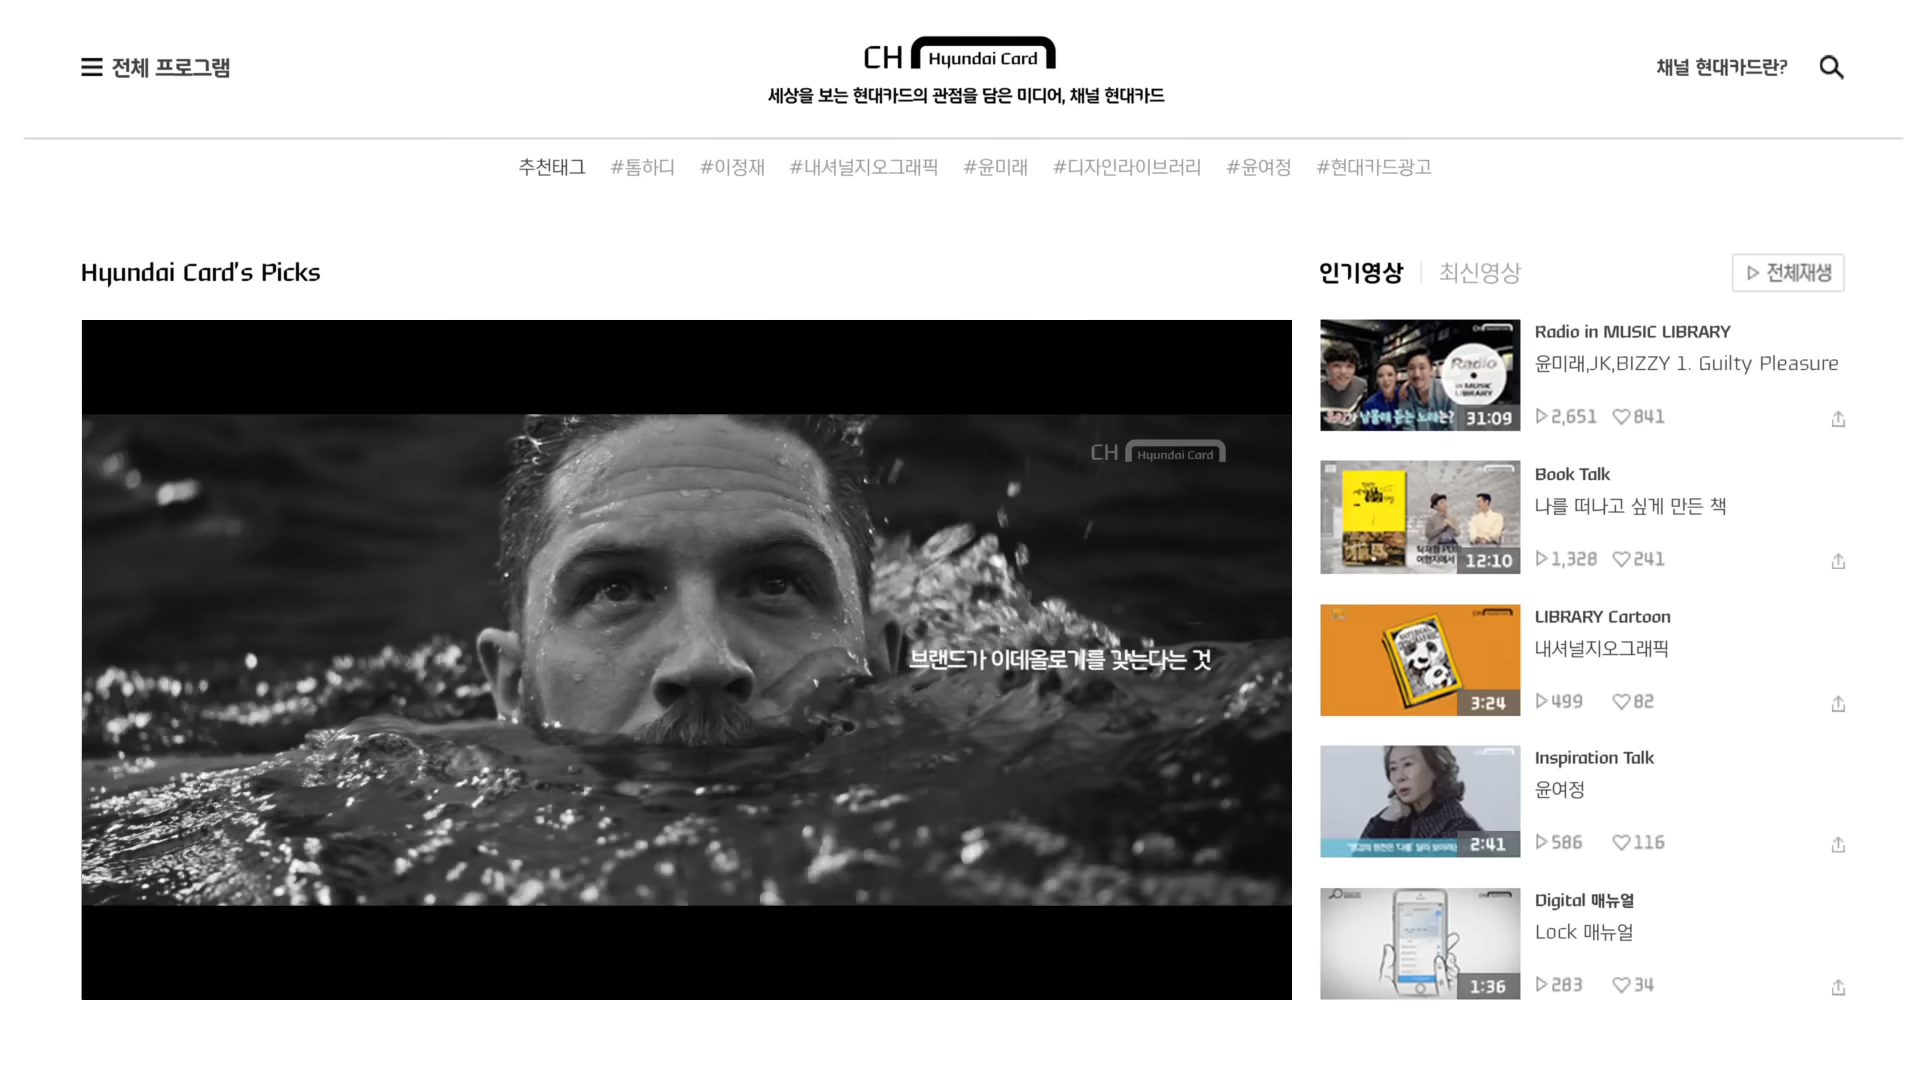 전체 프로그램
CH Hyundai Card
세상을 보는 현대카드의 관점을 담은 미디어, 채널 현대카드
채널 현대카드란?
추천태그 #톰하디 #이정재 #내셔널지오그래픽 #윤미래 #디자인라이브러리 #윤여정 #현대카드광고
Hyundai Card's Picks
CH Hyundai Card
브랜드가 이데올로기를 갖는다는 것
인기영상 | 최신영상
전체재생
Radio in MUSIC LIBRARY
31:09
Radio in MUSIC LIBRARY
윤미래,JK,BIZZY 1. Guilty Pleasure
2,651 841
12:10
Book Talk
나를 떠나고 싶게 만든 책
1,328 241
3:24
LIBRARY Cartoon
내셔널지오그래픽
499 82
2:41
Inspiration Talk
윤여정
586 116
1:36
Digital 매뉴얼
Lock 매뉴얼
283 34